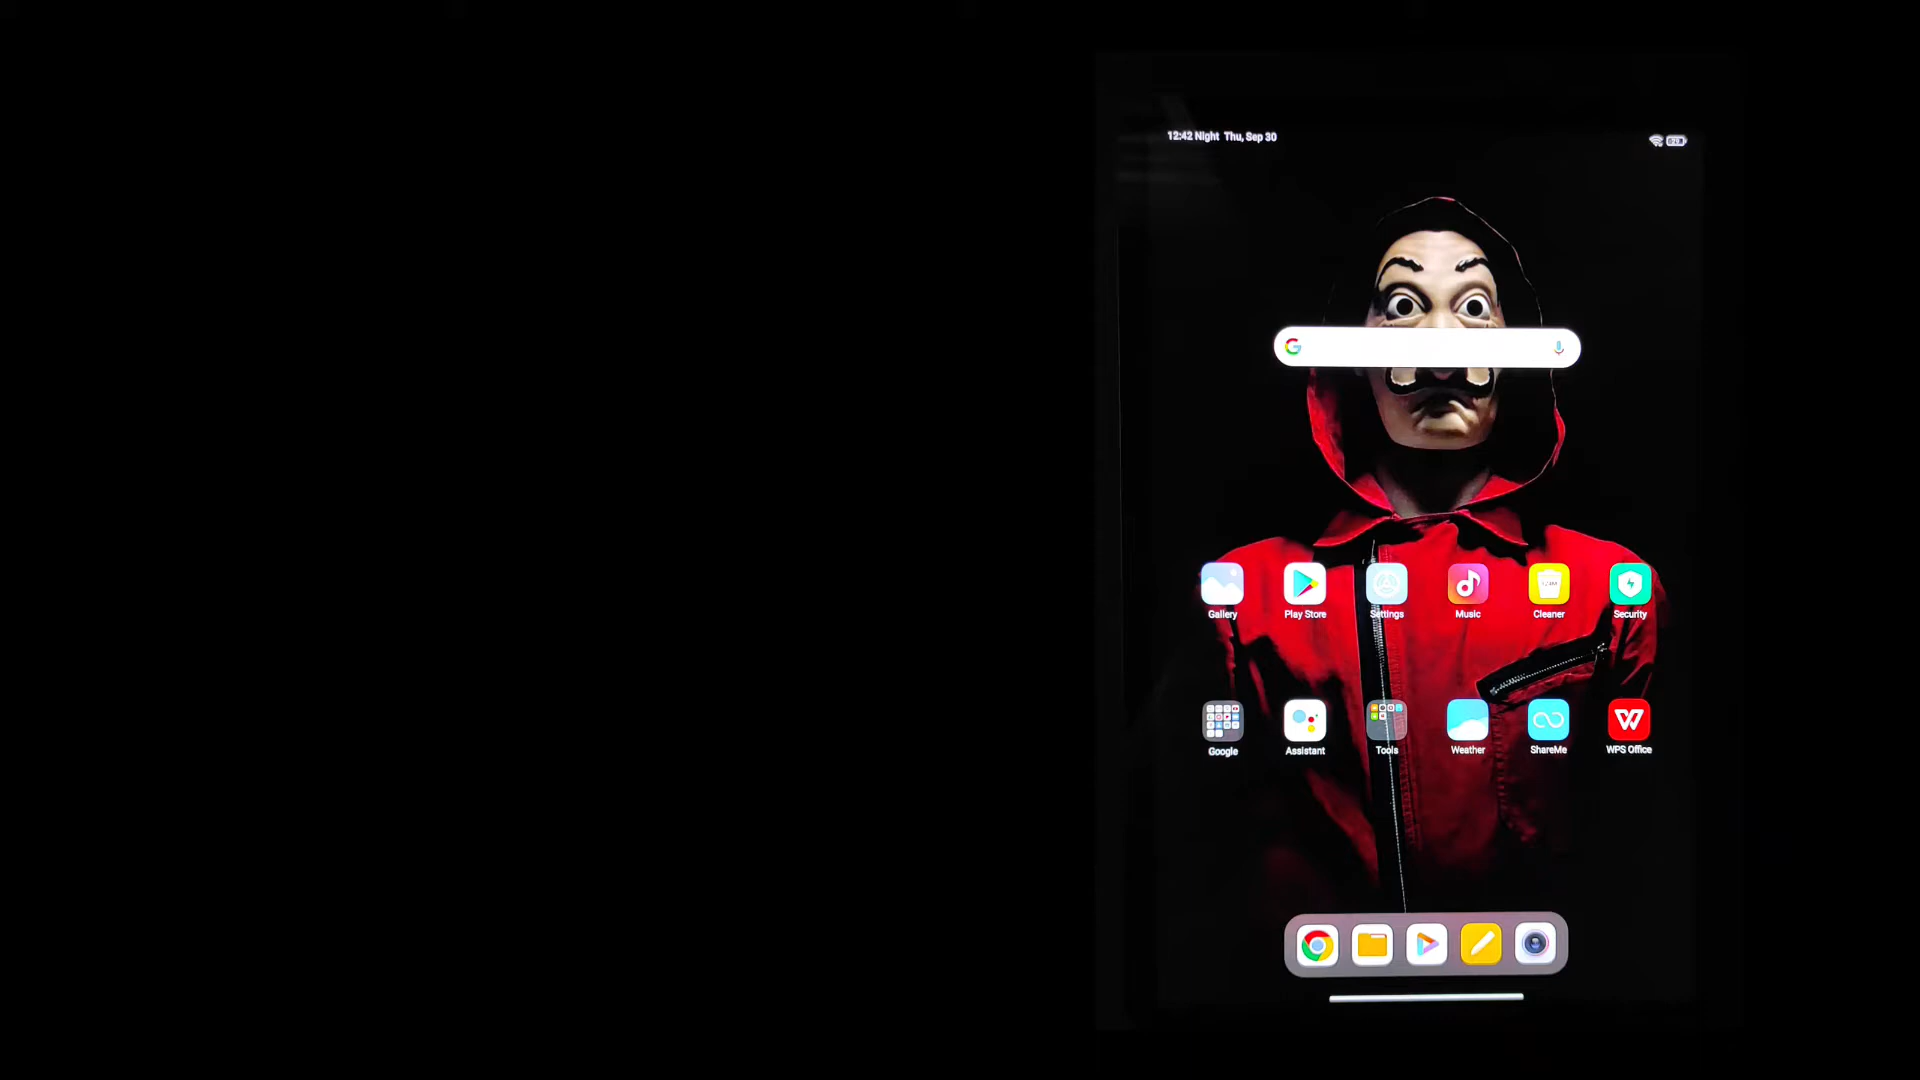 12:42 Night Thu, Sep 30
Gallery Play Store Settings Music Cleaner Security
Google Assistant Tools Weather ShareMe WPS Office